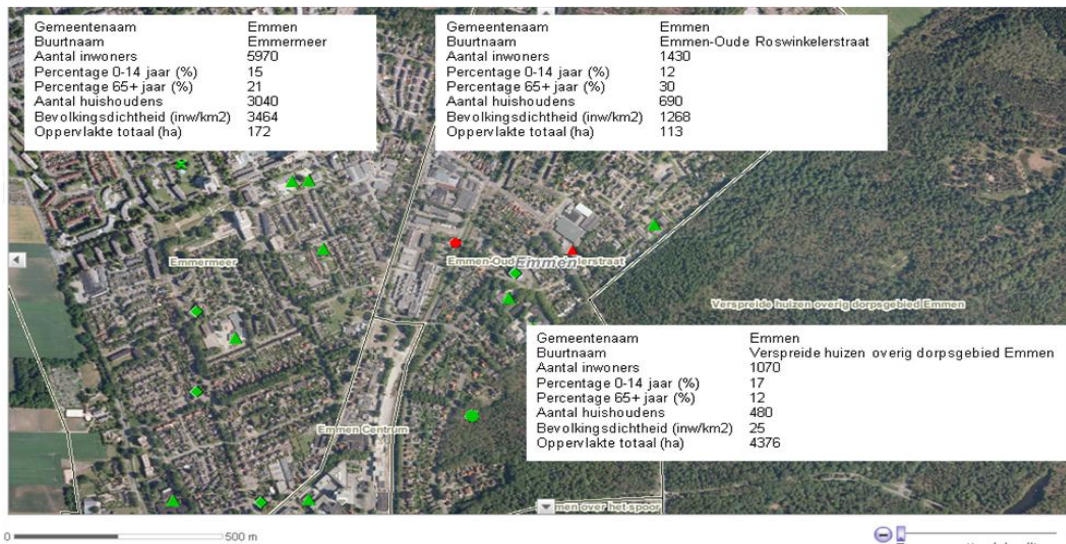 Gemeentenaam Emmen
Buurtnaam Emmermeer
Aantal inwoners 5970
Percentage 0-14 jaar (%) 15
Percentage 65+ jaar (%) 21
Aantal huishoudens 3040
Bevolkingsdichtheid (inw/km2) 3464
Oppervlakte totaal (ha) 172
Gemeentenaam Emmen
Buurtnaam Emmen-Oude Roswinkelerstraat
Aantal inwoners 1430
Percentage 0-14 jaar (%) 12
Percentage 65+ jaar (%) 30
Aantal huishoudens 690
Bevolkingsdichtheid (inw/km2) 1268
Oppervlakte totaal (ha) 113
Emmermeer
Emmen
Verspreide huizen overig dorpsgebied Emmen
Gemeentenaam Emmen
Buurtnaam Verspreide huizen overig dorpsgebied Emmen
Aantal inwoners 1070
Percentage 0-14 jaar (%) 17
Percentage 65+ jaar (%) 12
Aantal huishoudens 480
Bevolkingsdichtheid (inw/km2) 25
Oppervlakte totaal (ha) 4376
Emmen Centrum
men over het spoor
0 500 m